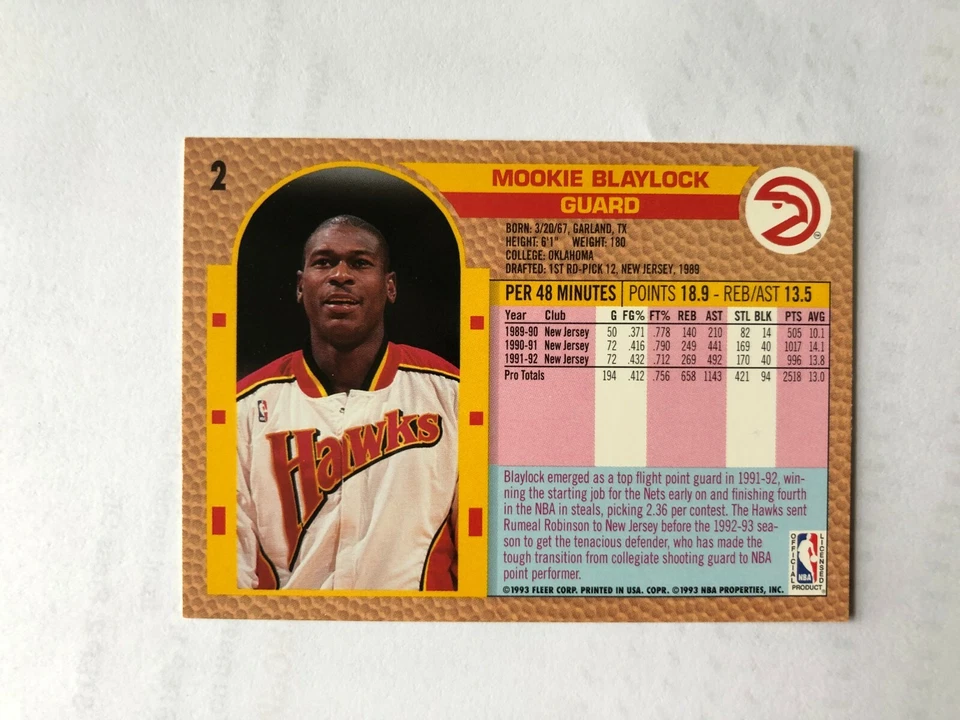 2
MOOKIE BLAYLOCK
GUARD
BORN: 3/20/67, GARLAND, TX
HEIGHT: 6'1" WEIGHT: 180
COLLEGE: OKLAHOMA
DRAFTED: 1ST RD-PICK 12, NEW JERSEY, 1989
PER 48 MINUTES POINTS 18.9 - REB/AST 13.5
Year Club G FG% FT% REB AST STL BLK PTS AVG
1989-90 New Jersey 50 .371 .778 140 210 82 14 505 10.1
1990-91 New Jersey 72 .416 .790 249 441 169 40 1017 14.1
1991-92 New Jersey 72 .432 .712 269 492 170 40 996 13.8
Pro Totals 194 .412 .756 658 1143 421 94 2518 13.0
Hawks
Blaylock emerged as a top flight point guard in 1991-92, win-
ning the starting job for the Nets early on and finishing fourth
in the NBA in steals, picking 2.36 per contest. The Hawks sent
Rumeal Robinson to New Jersey before the 1992-93 sea-
son to get the tenacious defender, who has made the
tough transition from collegiate shooting guard to NBA
point performer.
OFFICIAL LICENSED
NBA
PRODUCT
©1993 FLEER CORP. PRINTED IN USA. COPR. ©1993 NBA PROPERTIES, INC.